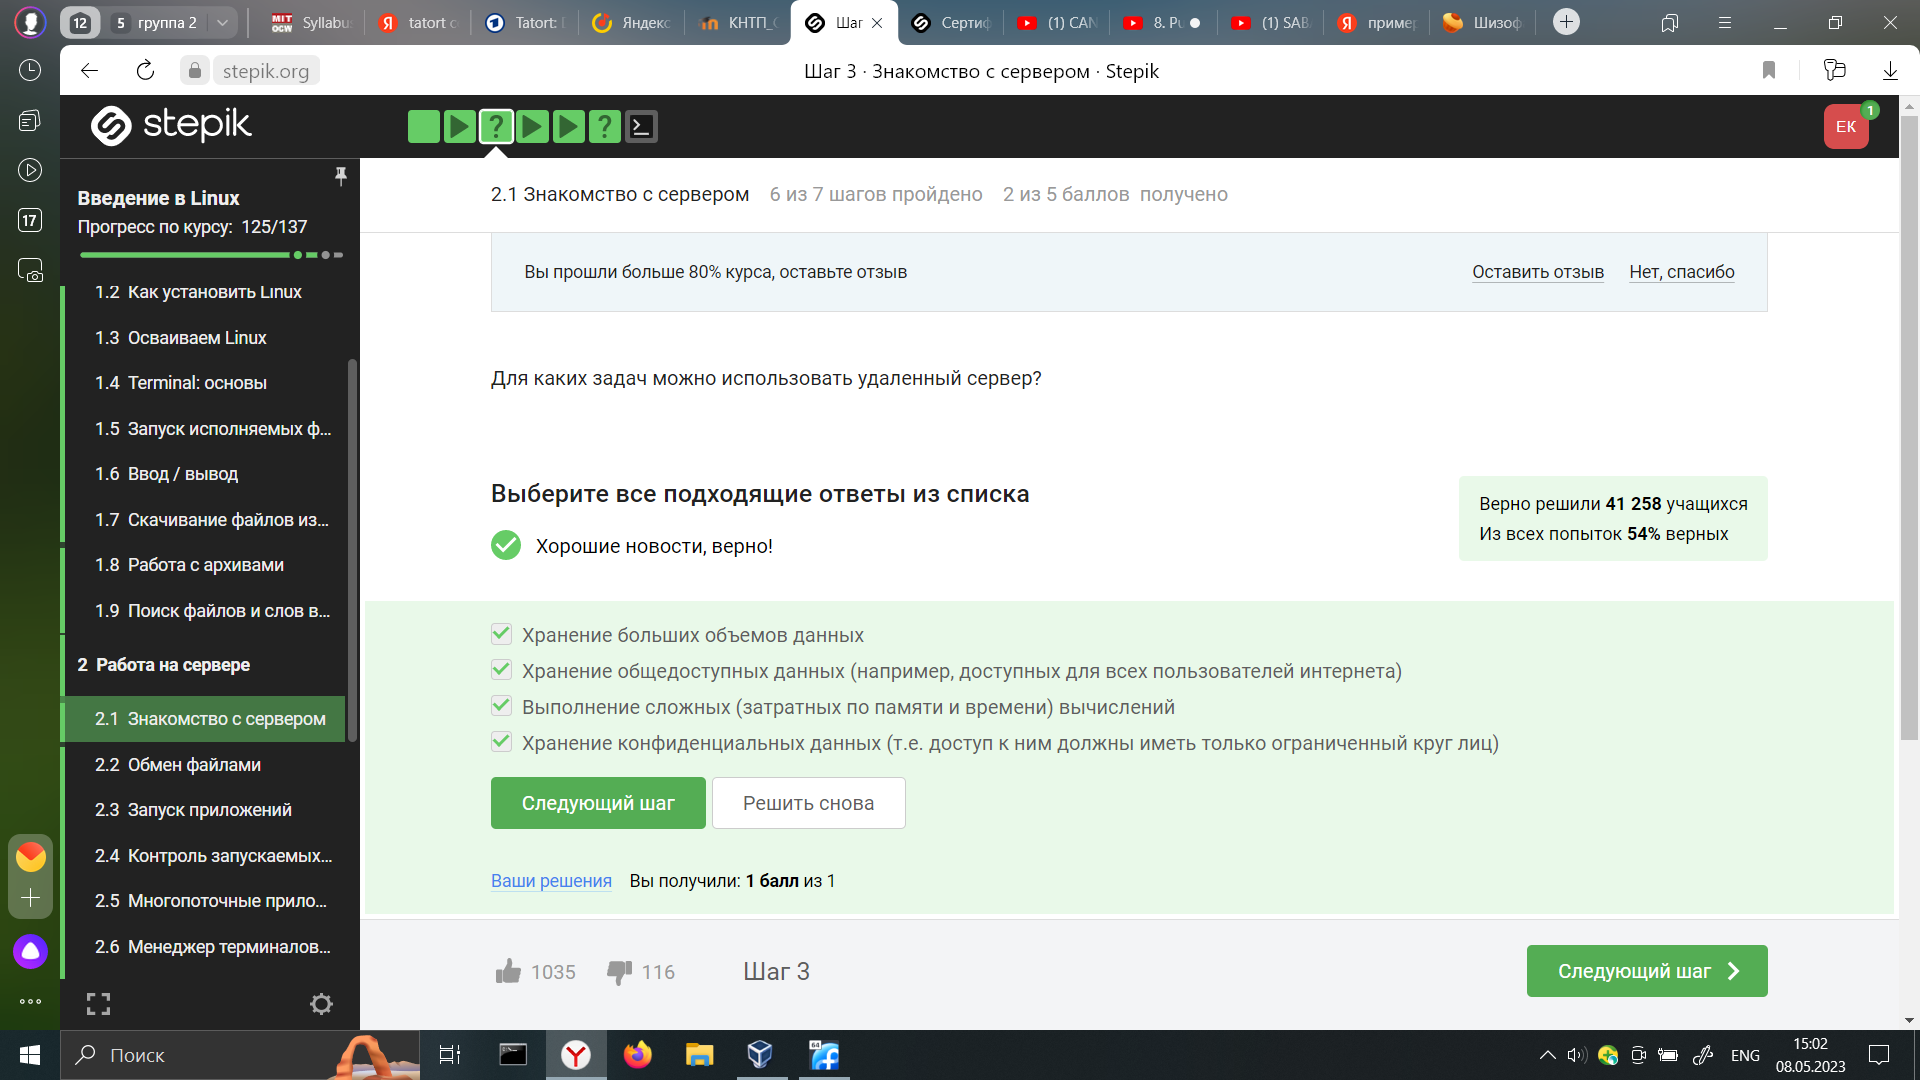 12
5 группа 2
MIT OCW Syllabu
tatort с
Tatort:
Яндекс
КНТП_
Шаг
Сертиф
(1) CAN
8. Pu
(1) SAB
пример
Шизоф
stepik.org
Шаг 3 · Знакомство с сервером · Stepik
17
stepik
?
?
ЕК
1
Введение в Linux
Прогресс по курсу: 125/137
1.2 Как установить Linux
1.3 Осваиваем Linux
1.4 Terminal: основы
1.5 Запуск исполняемых ф...
1.6 Ввод / вывод
1.7 Скачивание файлов из...
1.8 Работа с архивами
1.9 Поиск файлов и слов в...
2 Работа на сервере
2.1 Знакомство с сервером
2.2 Обмен файлами
2.3 Запуск приложений
2.4 Контроль запускаемых...
2.5 Многопоточные прило...
2.6 Менеджер терминалов...
2.1 Знакомство с сервером 6 из 7 шагов пройдено 2 из 5 баллов получено
Вы прошли больше 80% курса, оставьте отзыв
Оставить отзыв
Нет, спасибо
Для каких задач можно использовать удаленный сервер?
Выберите все подходящие ответы из списка
Хорошие новости, верно!
Верно решили 41 258 учащихся
Из всех попыток 54% верных
Хранение больших объемов данных
Хранение общедоступных данных (например, доступных для всех пользователей интернета)
Выполнение сложных (затратных по памяти и времени) вычислений
Хранение конфиденциальных данных (т.е. доступ к ним должны иметь только ограниченный круг лиц)
Следующий шаг
Решить снова
Ваши решения Вы получили: 1 балл из 1
1035
116
Шаг 3
Следующий шаг
Поиск
64
ENG
15:02
08.05.2023